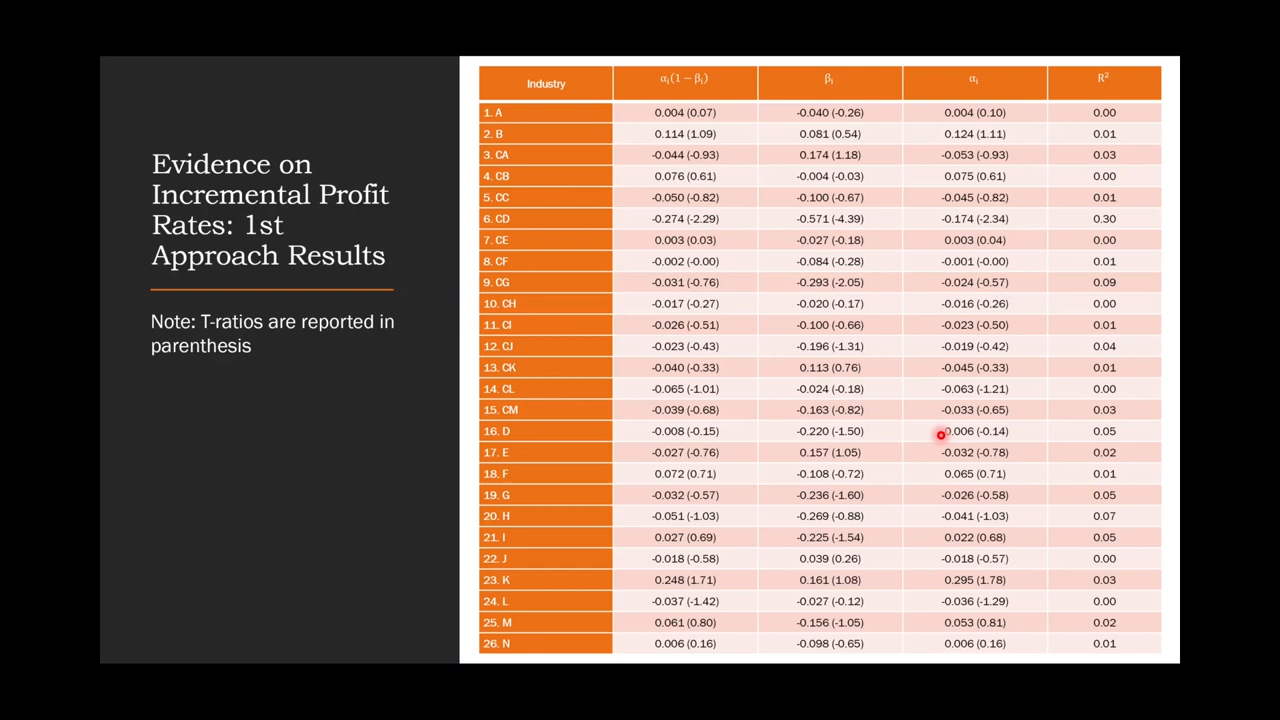 Evidence on
Incremental Profit
Rates: 1st
Approach Results
Note: T-ratios are reported in
parenthesis
Industry αᵢ(1 − βᵢ) βᵢ αᵢ R²
1. A 0.004 (0.07) -0.040 (-0.26) 0.004 (0.10) 0.00
2. B 0.114 (1.09) 0.081 (0.54) 0.124 (1.11) 0.01
3. CA -0.044 (-0.93) 0.174 (1.18) -0.053 (-0.93) 0.03
4. CB 0.076 (0.61) -0.004 (-0.03) 0.075 (0.61) 0.00
5. CC -0.050 (-0.82) -0.100 (-0.67) -0.045 (-0.82) 0.01
6. CD -0.274 (-2.29) -0.571 (-4.39) -0.174 (-2.34) 0.30
7. CE 0.003 (0.03) -0.027 (-0.18) 0.003 (0.04) 0.00
8. CF -0.002 (-0.00) -0.084 (-0.28) -0.001 (-0.00) 0.01
9. CG -0.031 (-0.76) -0.293 (-2.05) -0.024 (-0.57) 0.09
10. CH -0.017 (-0.27) -0.020 (-0.17) -0.016 (-0.26) 0.00
11. CI -0.026 (-0.51) -0.100 (-0.66) -0.023 (-0.50) 0.01
12. CJ -0.023 (-0.43) -0.196 (-1.31) -0.019 (-0.42) 0.04
13. CK -0.040 (-0.33) 0.113 (0.76) -0.045 (-0.33) 0.01
14. CL -0.065 (-1.01) -0.024 (-0.18) -0.063 (-1.21) 0.00
15. CM -0.039 (-0.68) -0.163 (-0.82) -0.033 (-0.65) 0.03
16. D -0.008 (-0.15) -0.220 (-1.50) 0.006 (-0.14) 0.05
17. E -0.027 (-0.76) 0.157 (1.05) -0.032 (-0.78) 0.02
18. F 0.072 (0.71) -0.108 (-0.72) 0.065 (0.71) 0.01
19. G -0.032 (-0.57) -0.236 (-1.60) -0.026 (-0.58) 0.05
20. H -0.051 (-1.03) -0.269 (-0.88) -0.041 (-1.03) 0.07
21. I 0.027 (0.69) -0.225 (-1.54) 0.022 (0.68) 0.05
22. J -0.018 (-0.58) 0.039 (0.26) -0.018 (-0.57) 0.00
23. K 0.248 (1.71) 0.161 (1.08) 0.295 (1.78) 0.03
24. L -0.037 (-1.42) -0.027 (-0.12) -0.036 (-1.29) 0.00
25. M 0.061 (0.80) -0.156 (-1.05) 0.053 (0.81) 0.02
26. N 0.006 (0.16) -0.098 (-0.65) 0.006 (0.16) 0.01